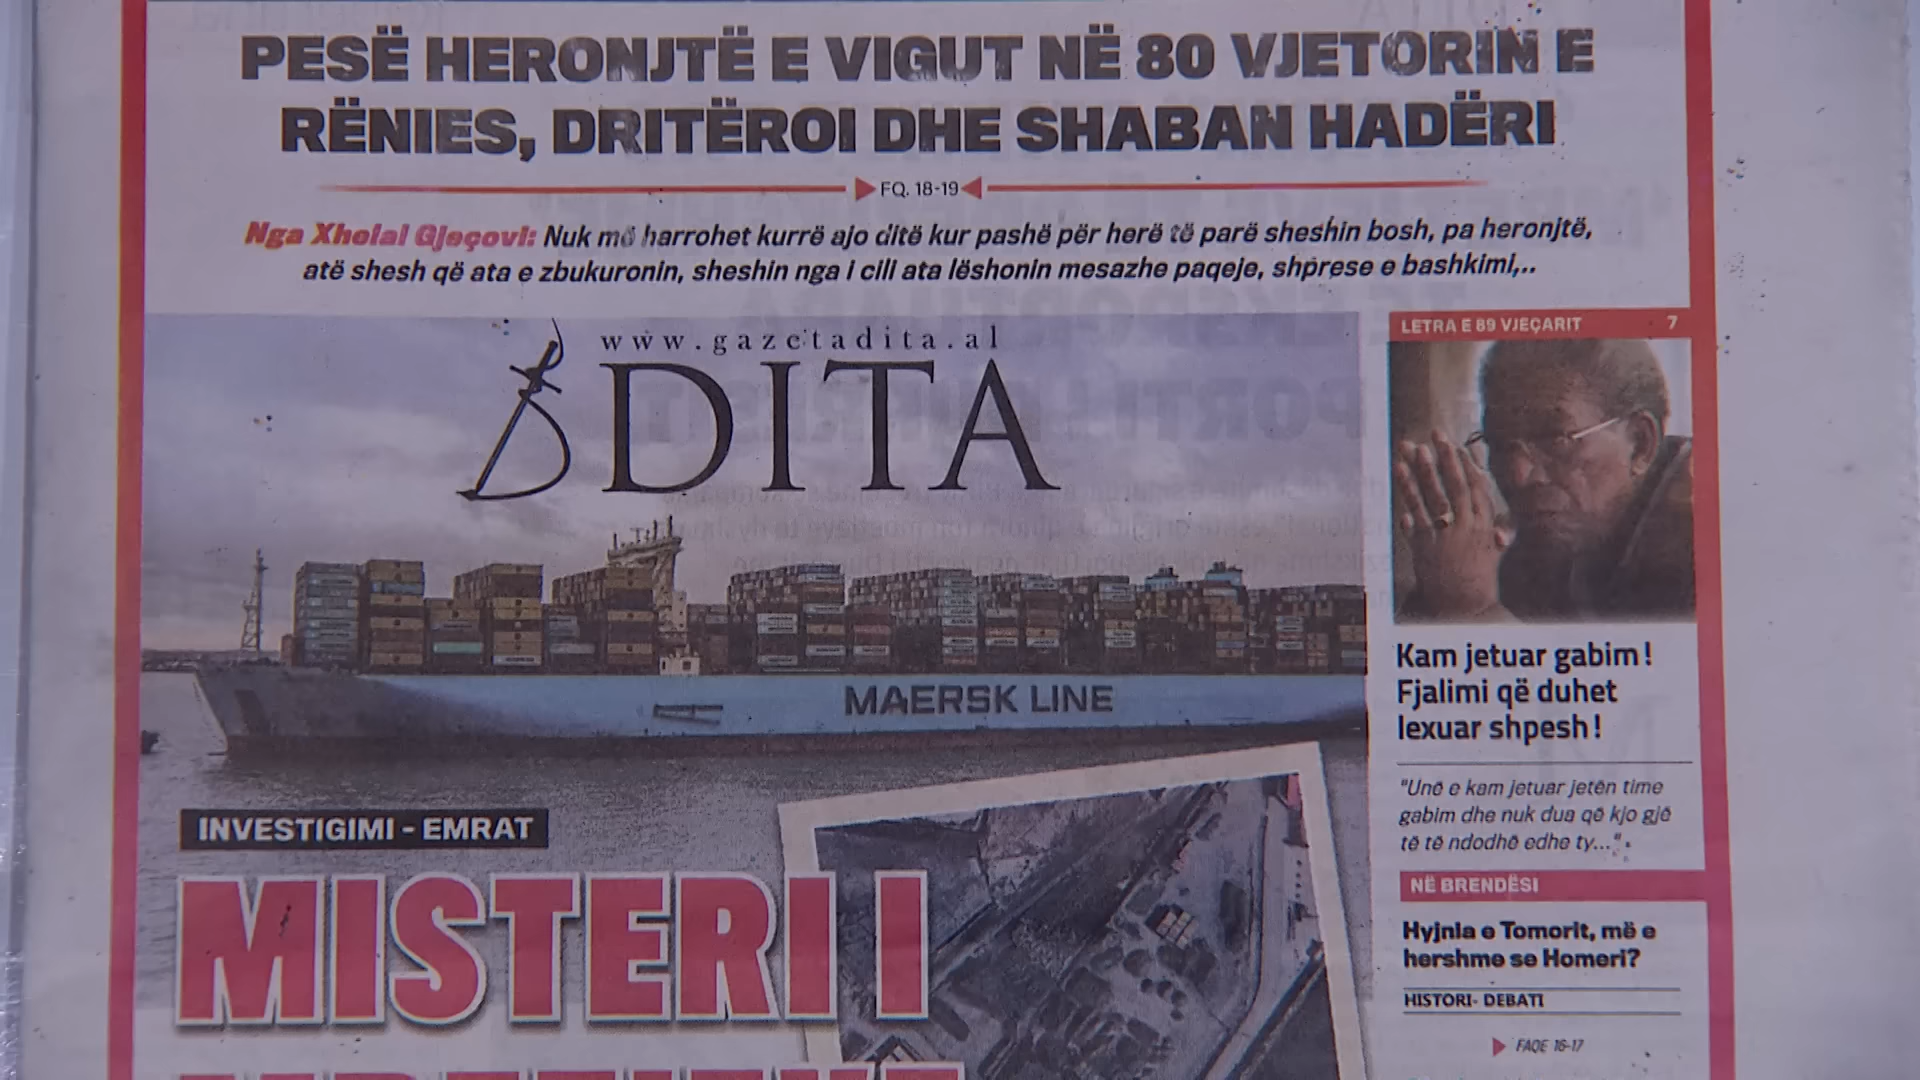 PESË HERONJTË E VIGUT NË 80 VJETORIN E
RËNIES, DRITËROI DHE SHABAN HADËRI
FQ. 18-19
Nga Xhelal Gjeçovi: Nuk më harrohet kurrë ajo ditë kur pashë për herë të parë sheshin bosh, pa heronjtë,
atë shesh që ata e zbukuronin, sheshin nga i cili ata lëshonin mesazhe paqeje, shprese e bashkimi,..
www.gazetadita.al
DITA
MAERSK LINE
INVESTIGIMI - EMRAT
MISTERI I
LETRA E 89 VJEÇARIT 7
Kam jetuar gabim!
Fjalimi që duhet
lexuar shpesh!
"Unë e kam jetuar jetën time
gabim dhe nuk dua që kjo gjë
të të ndodhë edhe ty..."
NË BRENDËSI
Hyjnia e Tomorit, më e
hershme se Homeri?
HISTORI- DEBATI
FAQE 16-17